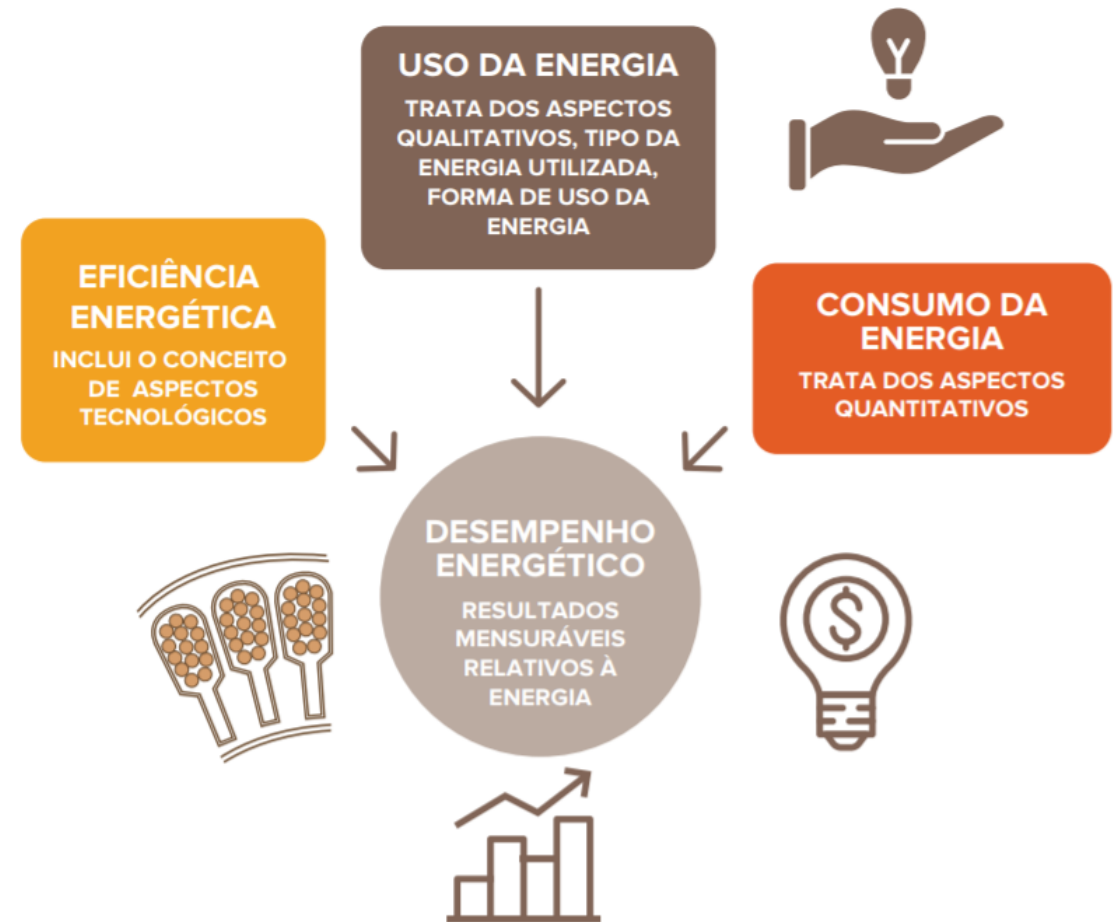 USO DA ENERGIA
TRATA DOS ASPECTOS
QUALITATIVOS, TIPO DA
ENERGIA UTILIZADA,
FORMA DE USO DA
ENERGIA
EFICIÊNCIA
ENERGÉTICA
INCLUI O CONCEITO
DE ASPECTOS
TECNOLÓGICOS
CONSUMO DA
ENERGIA
TRATA DOS ASPECTOS
QUANTITATIVOS
DESEMPENHO
ENERGÉTICO
RESULTADOS
MENSURÁVEIS
RELATIVOS À
ENERGIA
$